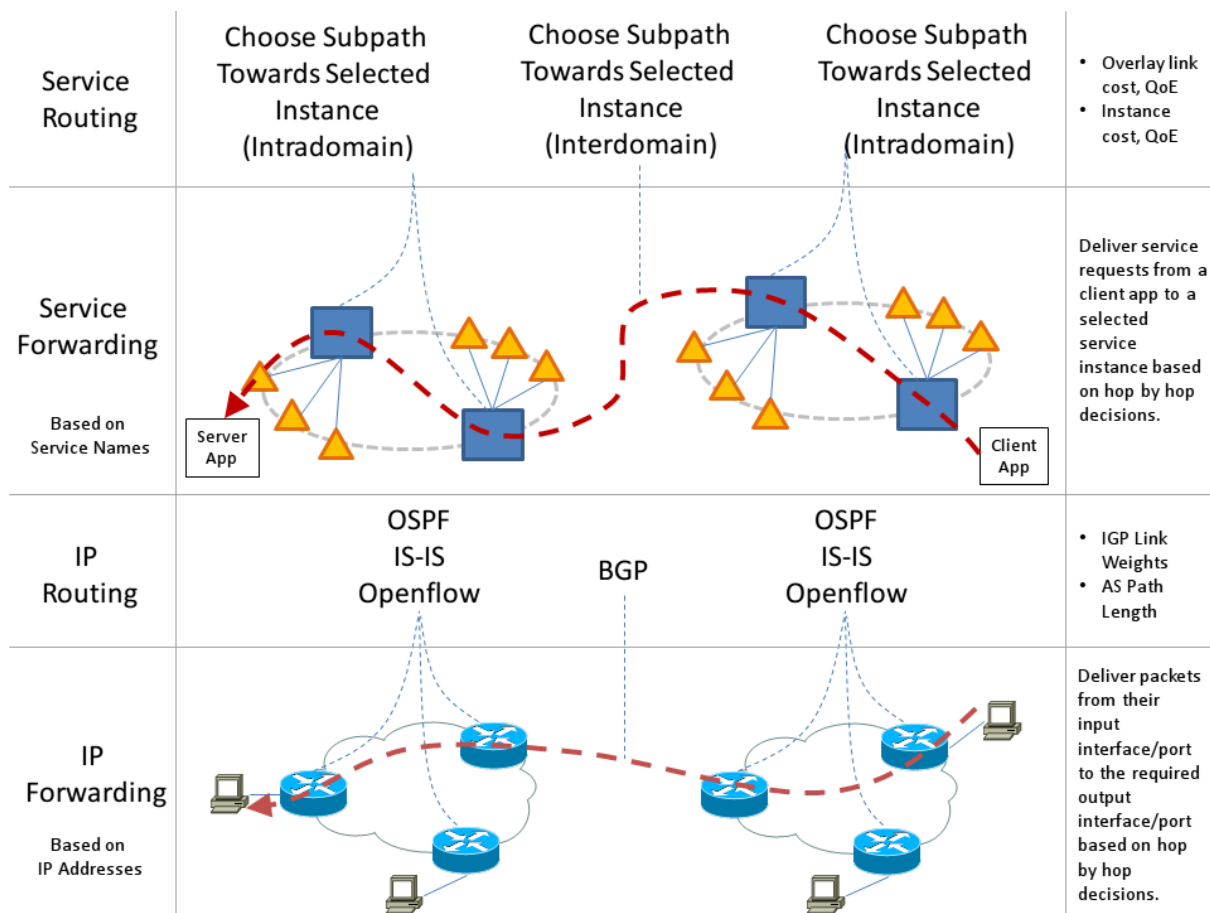 Service
Routing
Choose Subpath
Towards Selected
Instance
(Intradomain)
Choose Subpath
Towards Selected
Instance
(Interdomain)
Choose Subpath
Towards Selected
Instance
(Intradomain)
• Overlay link
cost, QoE
• Instance
cost, QoE
Service
Forwarding
Based on
Service Names
Server
App
Client
App
Deliver service
requests from a
client app to a
selected
service
instance based
on hop by hop
decisions.
IP
Routing
OSPF
IS-IS
Openflow
BGP
OSPF
IS-IS
Openflow
• IGP Link
Weights
• AS Path
Length
IP
Forwarding
Based on
IP Addresses
Deliver packets
from their
input
interface/port
to the required
output
interface/port
based on hop
by hop
decisions.